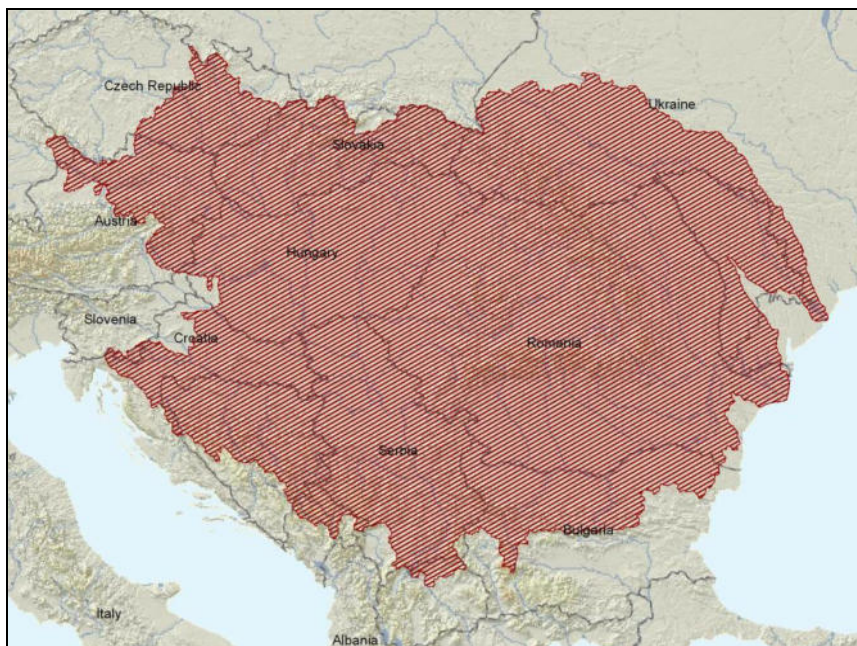 Czech Republic
Ukraine
Slovakia
Austria
Hungary
Slovenia
Croatia
Romania
Serbia
Bulgaria
Italy
Albania